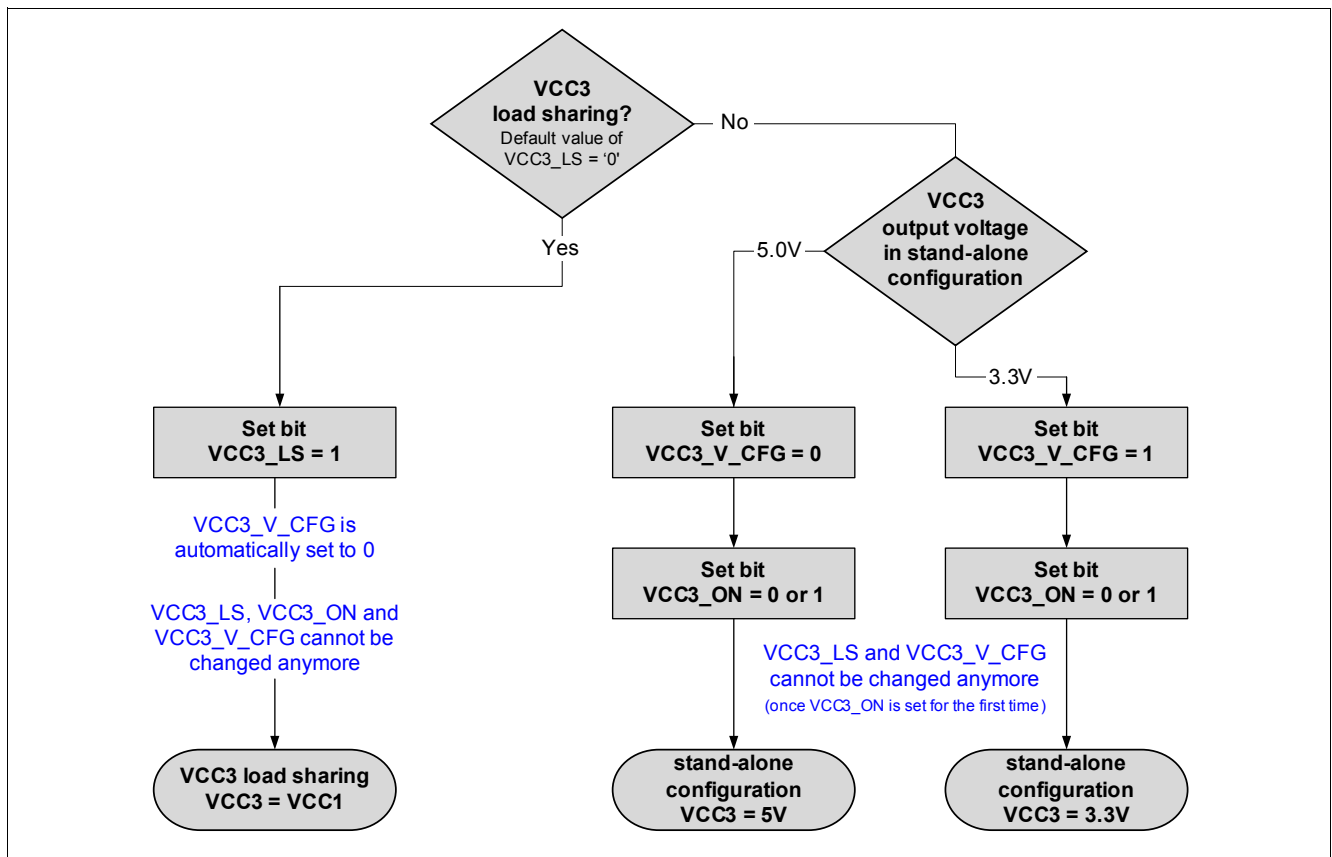 VCC3
load sharing?
Default value of
VCC3_LS = ‘0'
No
Yes
VCC3
output voltage
in stand-alone
configuration
5.0V
3.3V
Set bit
VCC3_LS = 1
Set bit
VCC3_V_CFG = 0
Set bit
VCC3_V_CFG = 1
VCC3_V_CFG is
automatically set to 0
Set bit
VCC3_ON = 0 or 1
Set bit
VCC3_ON = 0 or 1
VCC3_LS, VCC3_ON and
VCC3_V_CFG cannot be
changed anymore
VCC3_LS and VCC3_V_CFG
cannot be changed anymore
(once VCC3_ON is set for the first time)
VCC3 load sharing
VCC3 = VCC1
stand-alone
configuration
VCC3 = 5V
stand-alone
configuration
VCC3 = 3.3V